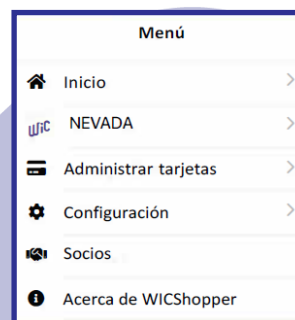 Menú
Inicio
WIC NEVADA
Administrar tarjetas
Configuración
Socios
Acerca de WICShopper